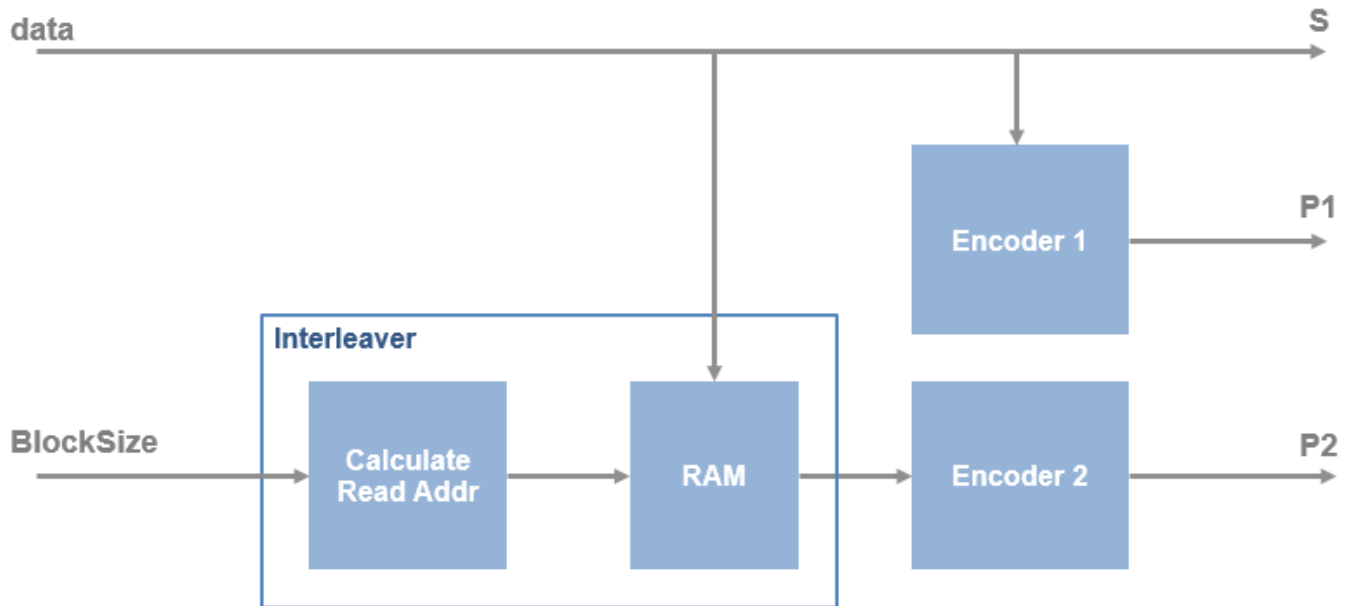 data
S
P1
Encoder 1
Interleaver
BlockSize
Calculate
Read Addr
RAM
Encoder 2
P2